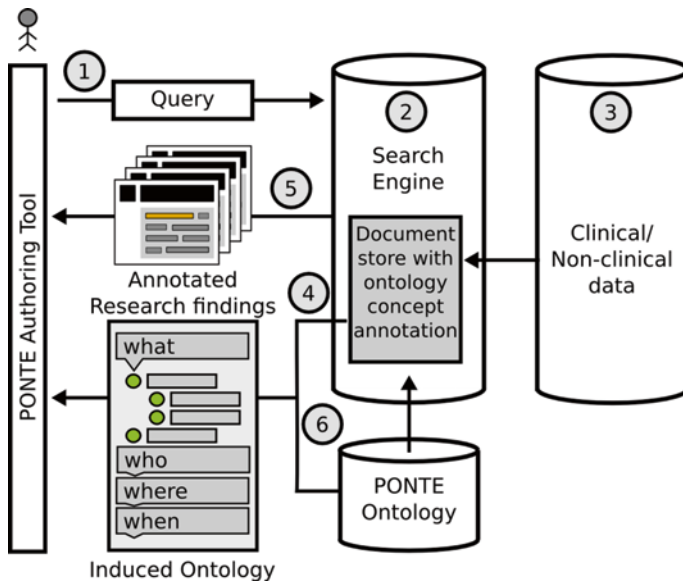 1
Query
2
3
Search
Engine
5
Clinical/
Non-clinical
data
Document
store with
ontology
concept
annotation
Annotated
Research findings
4
PONTE Authoring Tool
what
who
where
when
6
PONTE
Ontology
Induced Ontology